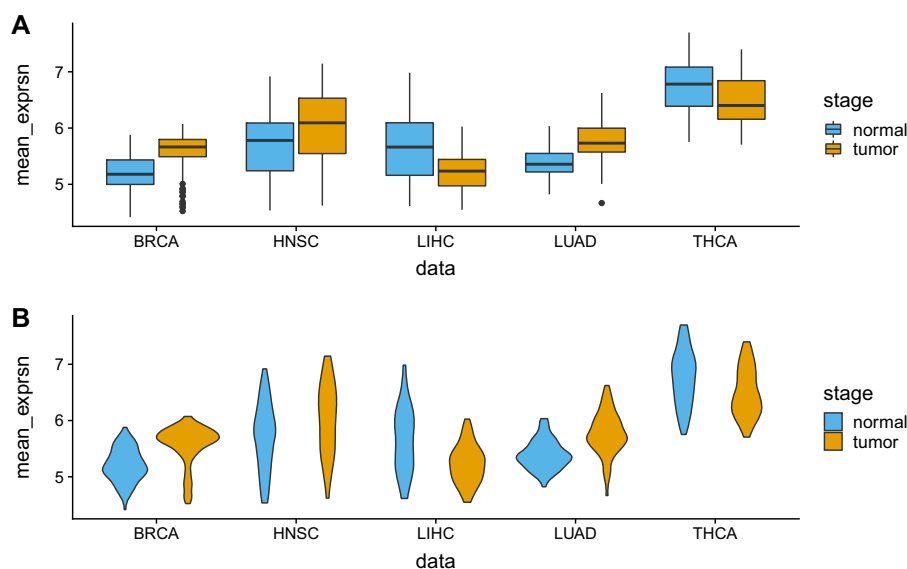 A
mean_exprsn
7
6
5
BRCA
HNSC
LIHC
LUAD
THCA
data
stage
normal
tumor
B
mean_exprsn
7
6
5
BRCA
HNSC
LIHC
LUAD
THCA
data
stage
normal
tumor